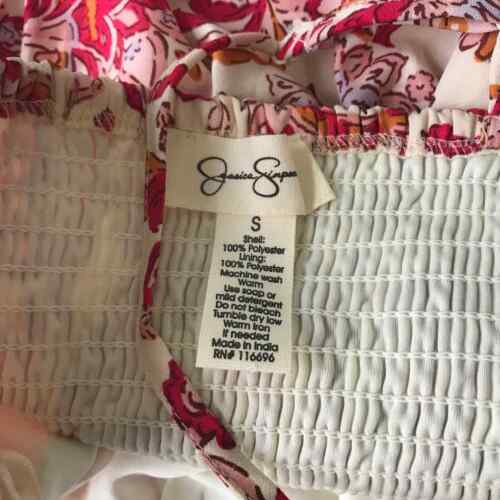 Jessica Simpson
S
Shell:
100% Polyester
Lining:
100% Polyester
Machine wash
Warm
Use soap or
mild detergent
Do not bleach
Tumble dry low
Warm iron
if needed
Made in India
RN# 116696